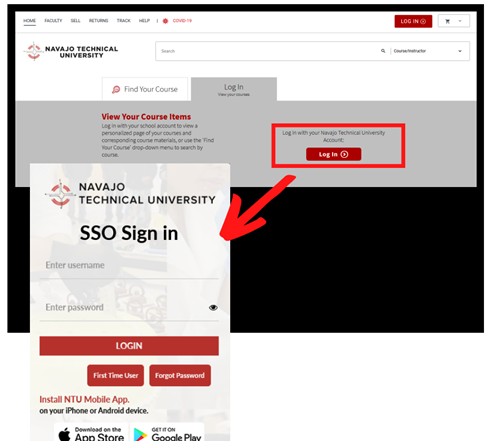 HOME FACULTY SELL RETURNS TRACK HELP | COVID-19
LOG IN
NAVAJO TECHNICAL
UNIVERSITY
Search
Course/Instructor
Find Your Course
Log In
View your courses
View Your Course Items
Log in with your school account to view a
personalized page of your courses and
corresponding course materials, or use the 'Find
Your Course' drop-down menu to search by
course.
Log in with your Navajo Technical University
Account:
Log In
NAVAJO
TECHNICAL UNIVERSITY
SSO Sign in
Enter username
Enter password
LOGIN
First Time User
Forgot Password
Install NTU Mobile App.
on your iPhone or Android device.
Download on the
App Store
GET IT ON
Google Play